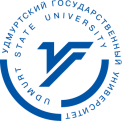 УДМУРТСКИЙ ГОСУДАРСТВЕННЫЙ УНИВЕРСИТЕТ
UDMURT STATE UNIVERSITY